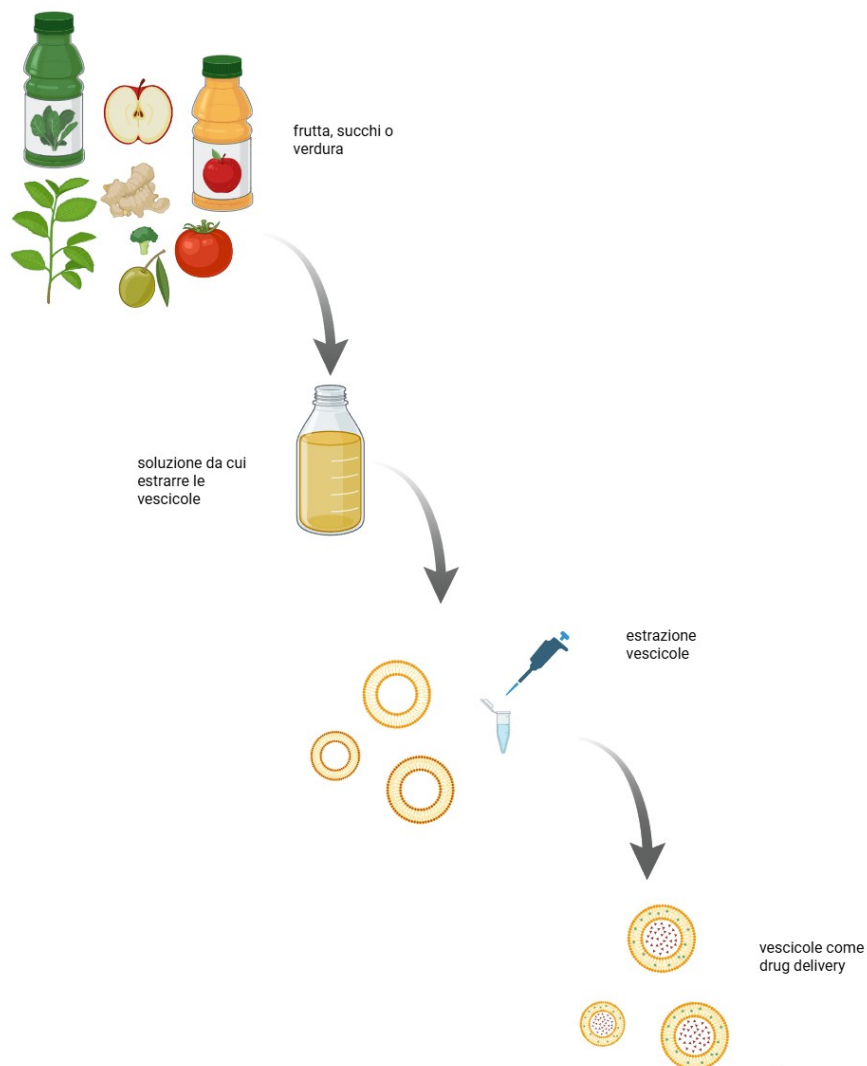 frutta, succhi o
verdura
soluzione da cui
estrarre le
vescicole
estrazione
vescicole
vescicole come
drug delivery